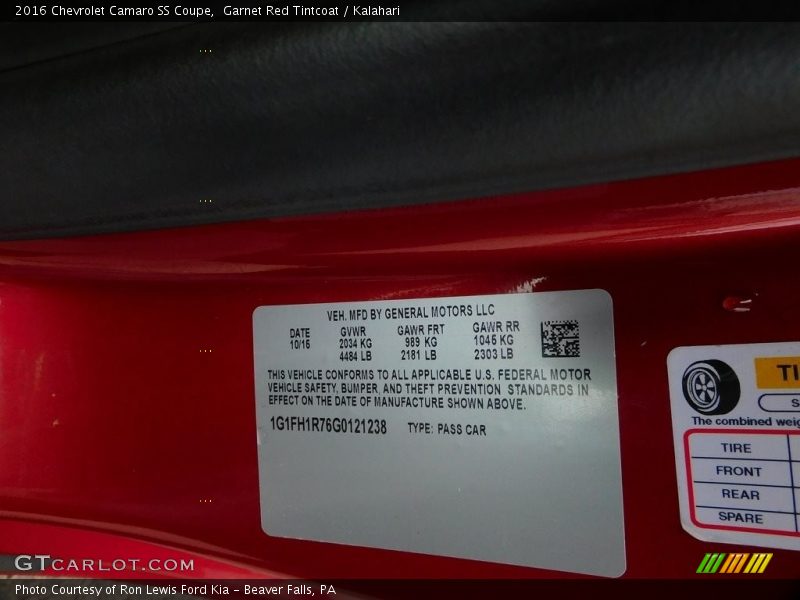 2016 Chevrolet Camaro SS Coupe,  Garnet Red Tintcoat / Kalahari
VEH. MFD BY GENERAL MOTORS LLC
DATE GVWR GAWR FRT GAWR RR
10/15 2034 KG 989 KG 1045 KG
4484 LB 2181 LB 2303 LB
THIS VEHICLE CONFORMS TO ALL APPLICABLE U.S. FEDERAL MOTOR
VEHICLE SAFETY, BUMPER, AND THEFT PREVENTION STANDARDS IN
EFFECT ON THE DATE OF MANUFACTURE SHOWN ABOVE.
1G1FH1R76G0121238 TYPE: PASS CAR
TI
S
The combined weig
TIRE
FRONT
REAR
SPARE
GTCARLOT.COM
Photo Courtesy of Ron Lewis Ford Kia - Beaver Falls, PA